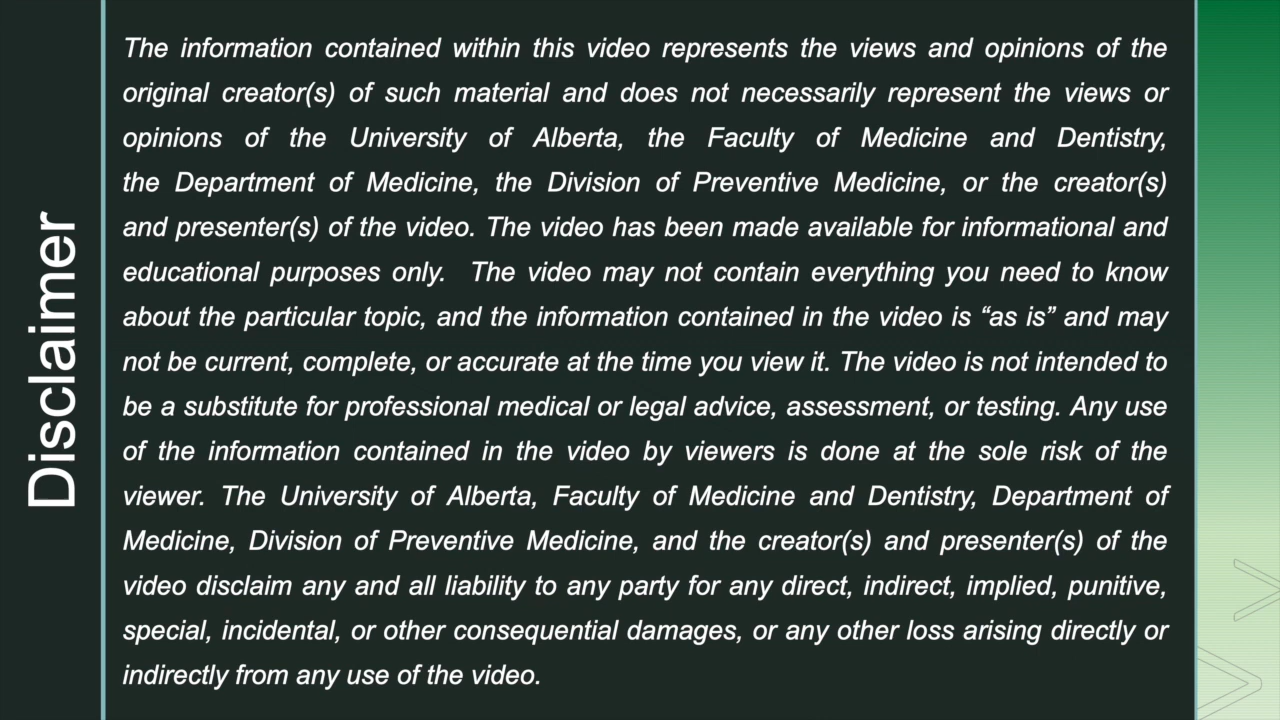 Disclaimer
The information contained within this video represents the views and opinions of the
original creator(s) of such material and does not necessarily represent the views or
opinions of the University of Alberta, the Faculty of Medicine and Dentistry,
the Department of Medicine, the Division of Preventive Medicine, or the creator(s)
and presenter(s) of the video. The video has been made available for informational and
educational purposes only. The video may not contain everything you need to know
about the particular topic, and the information contained in the video is “as is” and may
not be current, complete, or accurate at the time you view it. The video is not intended to
be a substitute for professional medical or legal advice, assessment, or testing. Any use
of the information contained in the video by viewers is done at the sole risk of the
viewer. The University of Alberta, Faculty of Medicine and Dentistry, Department of
Medicine, Division of Preventive Medicine, and the creator(s) and presenter(s) of the
video disclaim any and all liability to any party for any direct, indirect, implied, punitive,
special, incidental, or other consequential damages, or any other loss arising directly or
indirectly from any use of the video.